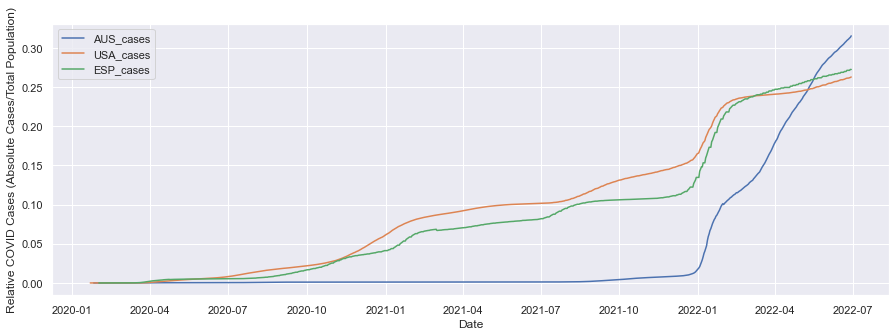 Relative COVID Cases (Absolute Cases/Total Population)
AUS_cases
USA_cases
ESP_cases
0.30
0.25
0.20
0.15
0.10
0.05
0.00
2020-01 2020-04 2020-07 2020-10 2021-01 2021-04 2021-07 2021-10 2022-01 2022-04 2022-07
Date